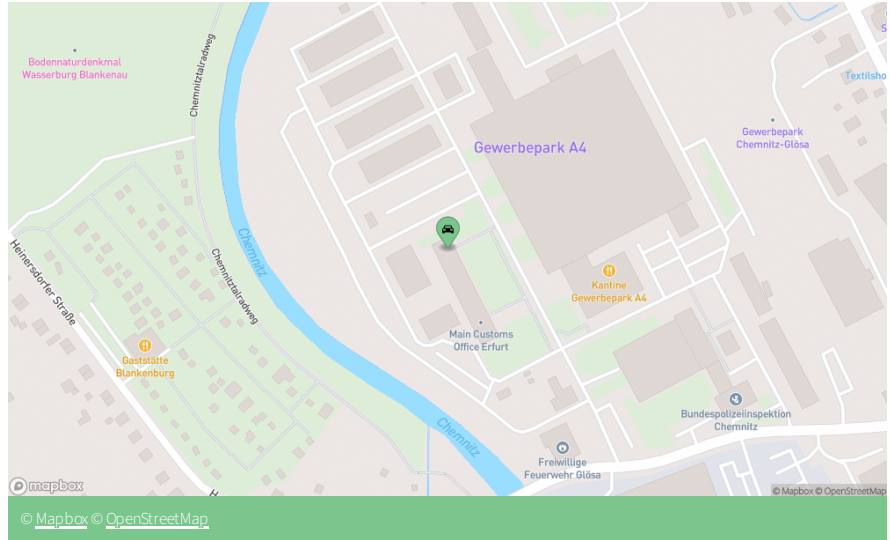 Bodennaturdenkmal
Wasserburg Blankenau
Chemnitztalradweg
Gewerbepark A4
Textilsho
Gewerbepark
Chemnitz-Glösa
Chemnitz
Heinersdorfer Straße
Chemnitztalradweg
Kantine
Gewerbepark A4
Main Customs
Office Erfurt
Gaststätte
Blankenburg
Bundespolizeiinspektion
Chemnitz
Chemnitz
Freiwillige
Feuerwehr Glösa
mapbox
© Mapbox © OpenStreetMap
© Mapbox © OpenStreetMap